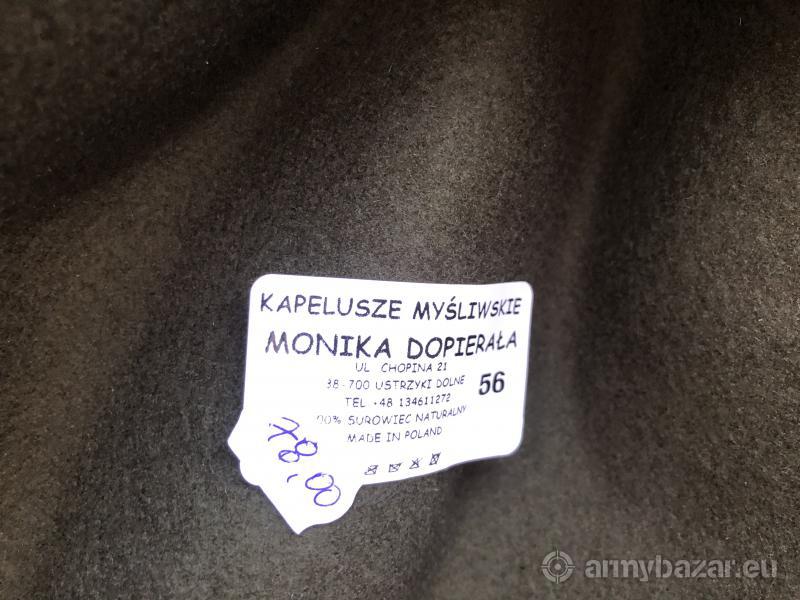 KAPELUSZE MYŚLIWSKIE
MONIKA DOPIERAŁA
UL. CHOPINA 21
38-700 USTRZYKI DOLNE
56
TEL. +48 134611272
00% SUROWIEC NATURALNY
MADE IN POLAND
78,00
armybazar.eu